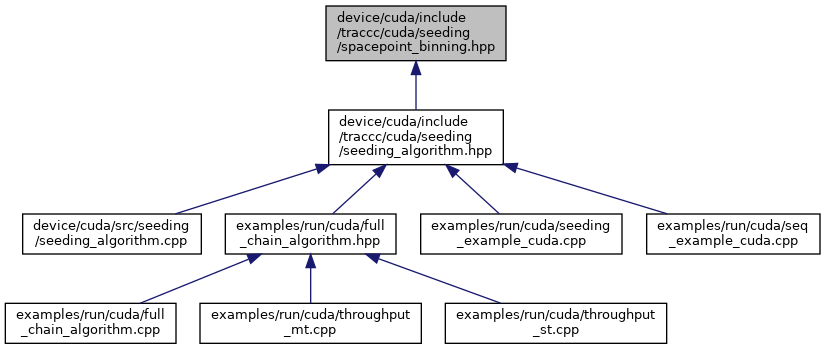 device/cuda/include
/traccc/cuda/seeding
/spacepoint_binning.hpp
device/cuda/include
/traccc/cuda/seeding
/seeding_algorithm.hpp
device/cuda/src/seeding
/seeding_algorithm.cpp
examples/run/cuda/full
_chain_algorithm.hpp
examples/run/cuda/seeding
_example_cuda.cpp
examples/run/cuda/seq
_example_cuda.cpp
examples/run/cuda/full
_chain_algorithm.cpp
examples/run/cuda/throughput
_mt.cpp
examples/run/cuda/throughput
_st.cpp